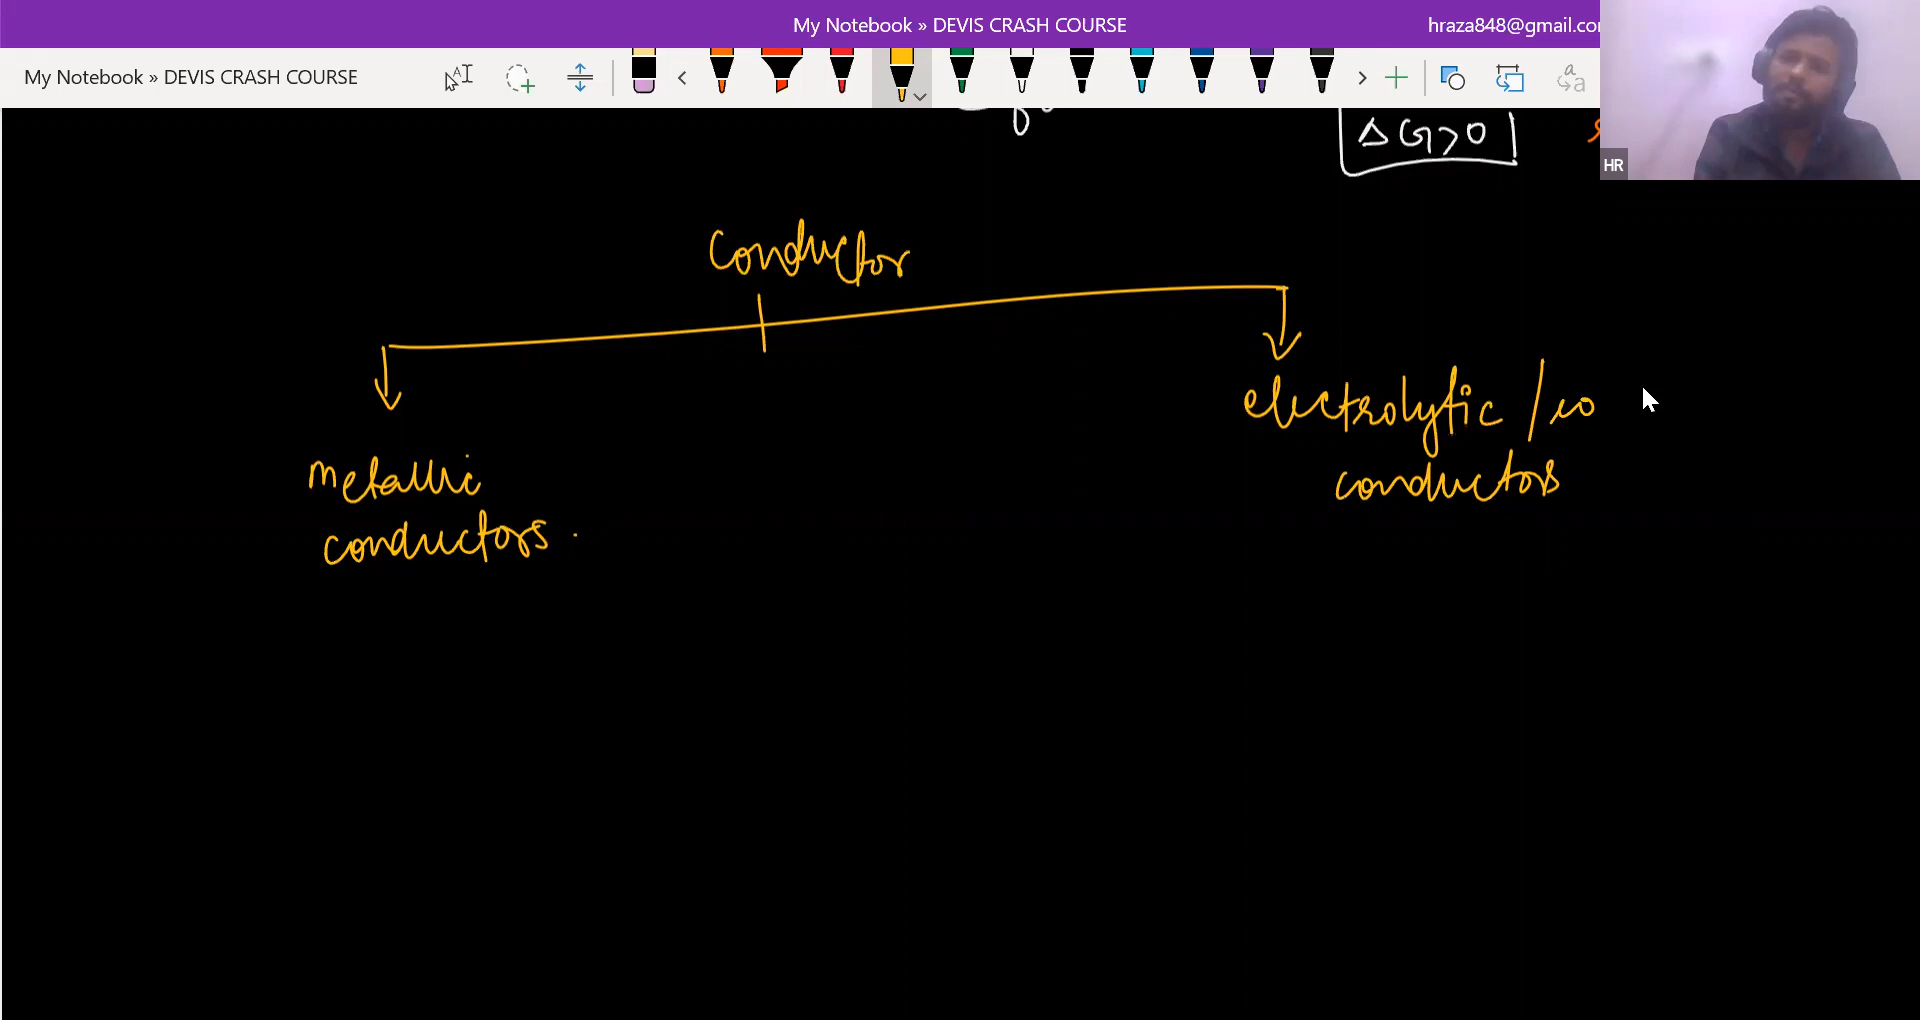 My Notebook » DEVIS CRASH COURSE
hraza848@gmail.co
My Notebook » DEVIS CRASH COURSE
ΔG>0
HR
Conductor
electrolytic / io
conductors
Metallic
conductors.